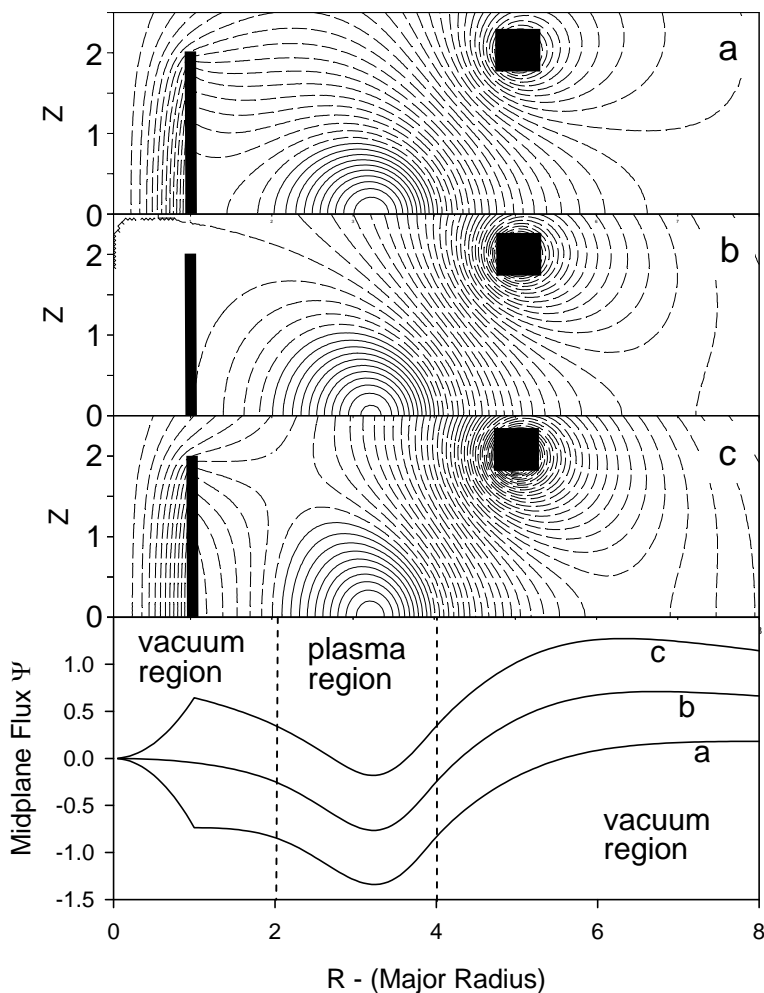 2
a
Z
1
0
2
b
Z
1
0
2
c
Z
1
0
vacuum region
plasma region
1.0
c
0.5
b
0.0
a
-0.5
-1.0
vacuum region
-1.5
Midplane Flux Ψ
0 2 4 6 8
R - (Major Radius)